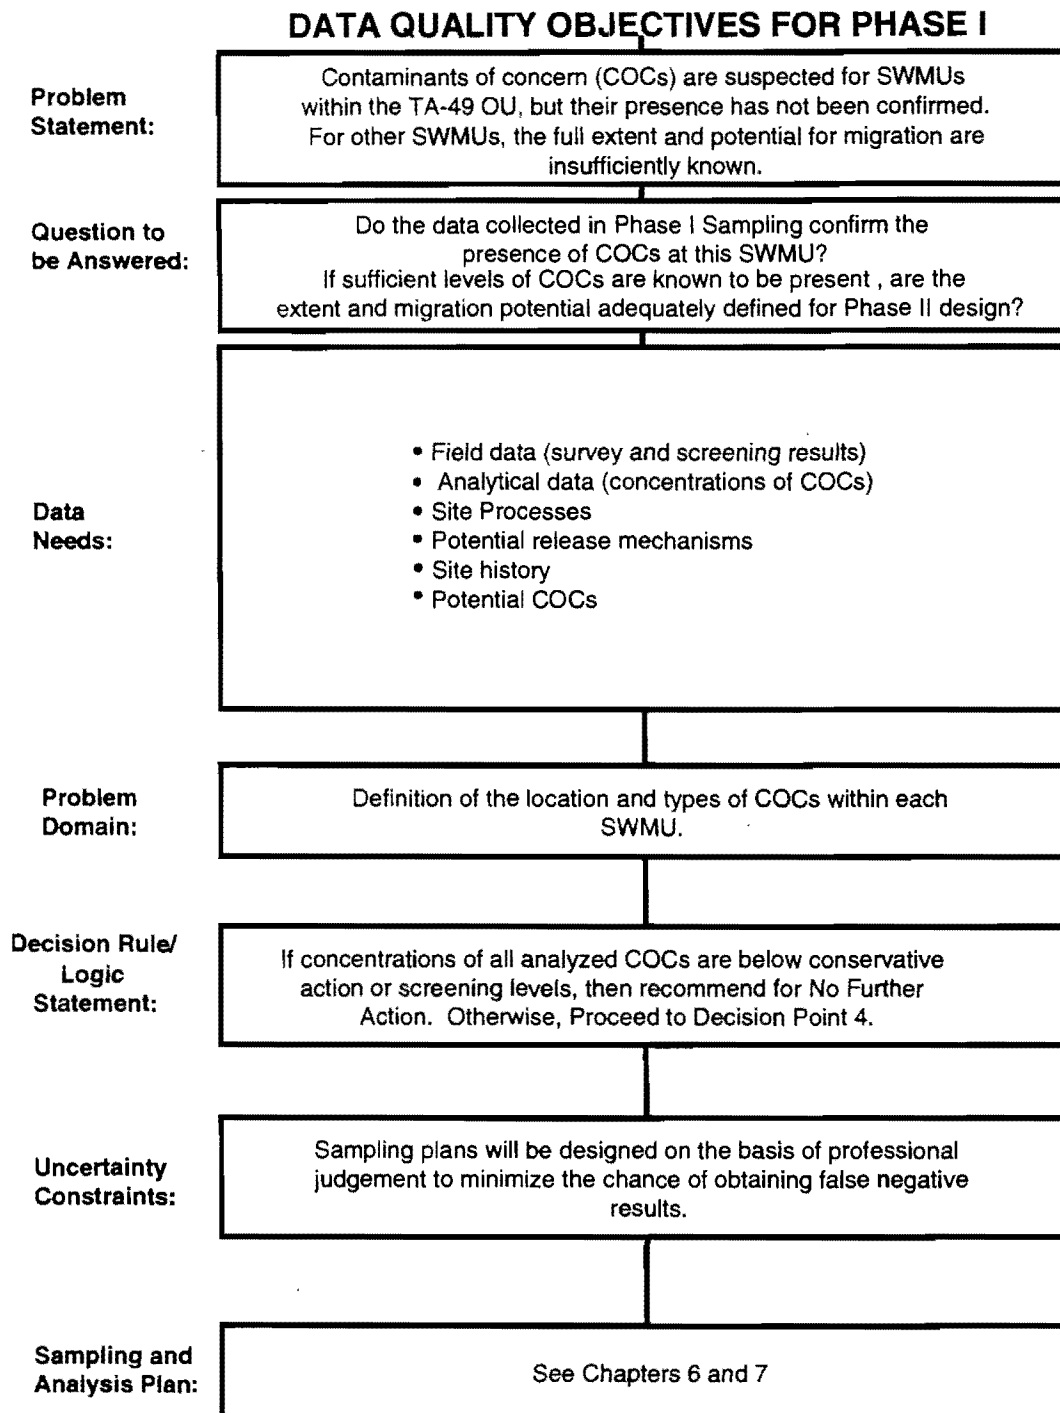 DATA QUALITY OBJECTIVES FOR PHASE I
Problem
Statement:
Contaminants of concern (COCs) are suspected for SWMUs
within the TA-49 OU, but their presence has not been confirmed.
For other SWMUs, the full extent and potential for migration are
insufficiently known.
Question to
be Answered:
Do the data collected in Phase I Sampling confirm the
presence of COCs at this SWMU?
If sufficient levels of COCs are known to be present , are the
extent and migration potential adequately defined for Phase II design?
Data
Needs:
• Field data (survey and screening results)
• Analytical data (concentrations of COCs)
• Site Processes
• Potential release mechanisms
• Site history
• Potential COCs
Problem
Domain:
Definition of the location and types of COCs within each
SWMU.
Decision Rule/
Logic
Statement:
If concentrations of all analyzed COCs are below conservative
action or screening levels, then recommend for No Further
Action. Otherwise, Proceed to Decision Point 4.
Uncertainty
Constraints:
Sampling plans will be designed on the basis of professional
judgement to minimize the chance of obtaining false negative
results.
Sampling and
Analysis Plan:
See Chapters 6 and 7